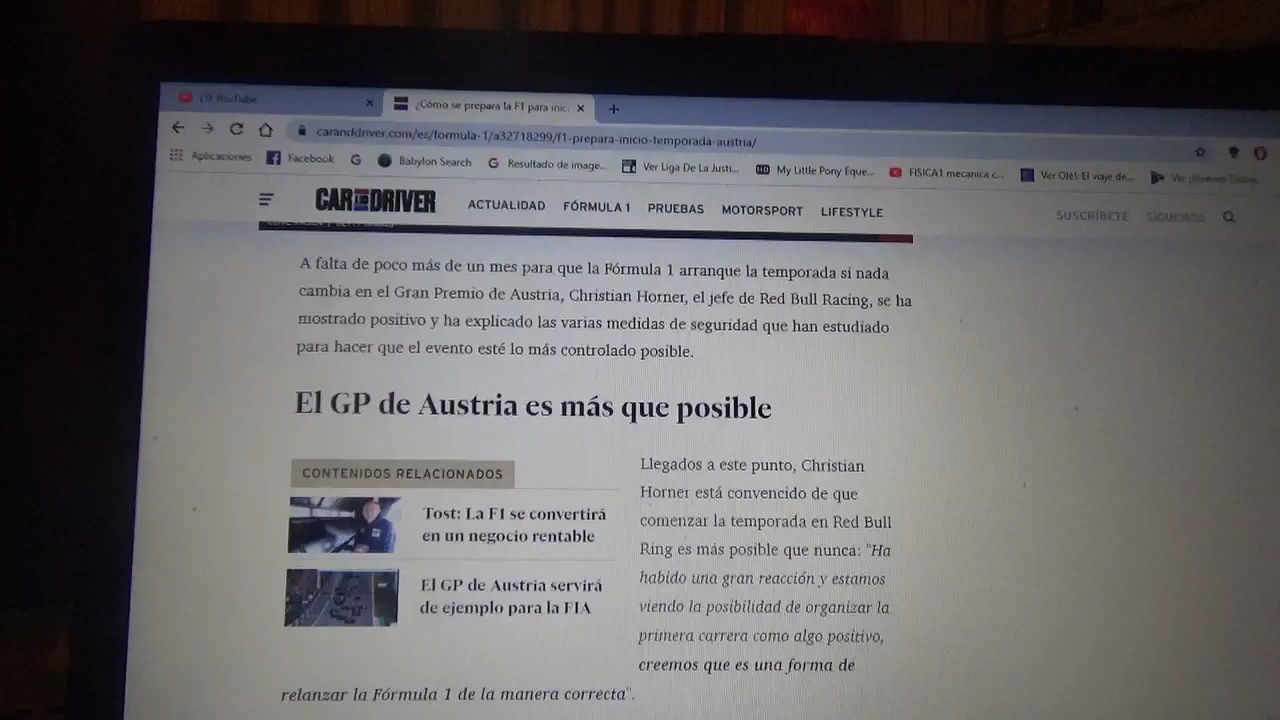 YouTube
¿Cómo se prepara la F1 para inic
caranddriver.com/es/formula-1/a32718299/f1-prepara-inicio-temporada-austria/
Aplicaciones Facebook Babylon Search Resultado de image... Ver Liga De La Justi... HD My Little Pony Eque... FISICA1 mecanica c... Ver Olé! El viaje de... Ver
CAR AND DRIVER ACTUALIDAD FÓRMULA 1 PRUEBAS MOTORSPORT LIFESTYLE SUSCRÍBETE SÍGUENOS
A falta de poco más de un mes para que la Fórmula 1 arranque la temporada si nada
cambia en el Gran Premio de Austria, Christian Horner, el jefe de Red Bull Racing, se ha
mostrado positivo y ha explicado las varias medidas de seguridad que han estudiado
para hacer que el evento esté lo más controlado posible.
El GP de Austria es más que posible
CONTENIDOS RELACIONADOS
Tost: La F1 se convertirá
en un negocio rentable
El GP de Austria servirá
de ejemplo para la FIA
Llegados a este punto, Christian
Horner está convencido de que
comenzar la temporada en Red Bull
Ring es más posible que nunca: "Ha
habido una gran reacción y estamos
viendo la posibilidad de organizar la
primera carrera como algo positivo,
creemos que es una forma de
relanzar la Fórmula 1 de la manera correcta".